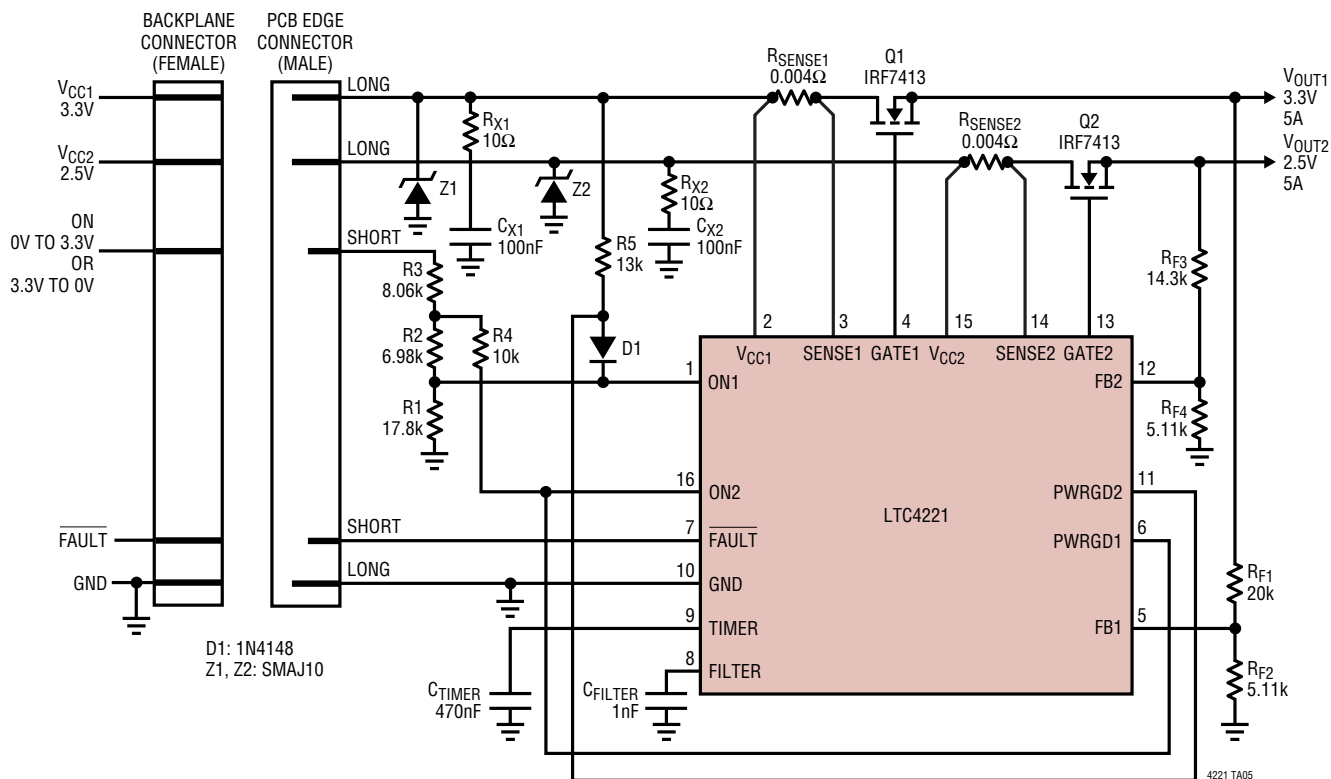 BACKPLANE
CONNECTOR
(FEMALE)
PCB EDGE
CONNECTOR
(MALE)
VCC1
3.3V
VCC2
2.5V
ON
0V TO 3.3V
OR
3.3V TO 0V
FAULT
GND
LONG
LONG
SHORT
SHORT
LONG
D1: 1N4148
Z1, Z2: SMAJ10
Z1
RX1
10Ω
CX1
100nF
Z2
RX2
10Ω
CX2
100nF
R3
8.06k
R2
6.98k
R1
17.8k
R4
10k
R5
13k
D1
RSENSE1
0.004Ω
Q1
IRF7413
RSENSE2
0.004Ω
Q2
IRF7413
VOUT1
3.3V
5A
VOUT2
2.5V
5A
RF3
14.3k
RF4
5.11k
RF1
20k
RF2
5.11k
2 3 4 15 14 13
VCC1 SENSE1 GATE1 VCC2 SENSE2 GATE2
1 ON1
16 ON2
7 FAULT
10 GND
9 TIMER
8 FILTER
LTC4221
FB2 12
PWRGD2 11
PWRGD1 6
FB1 5
CTIMER
470nF
CFILTER
1nF
4221 TA05